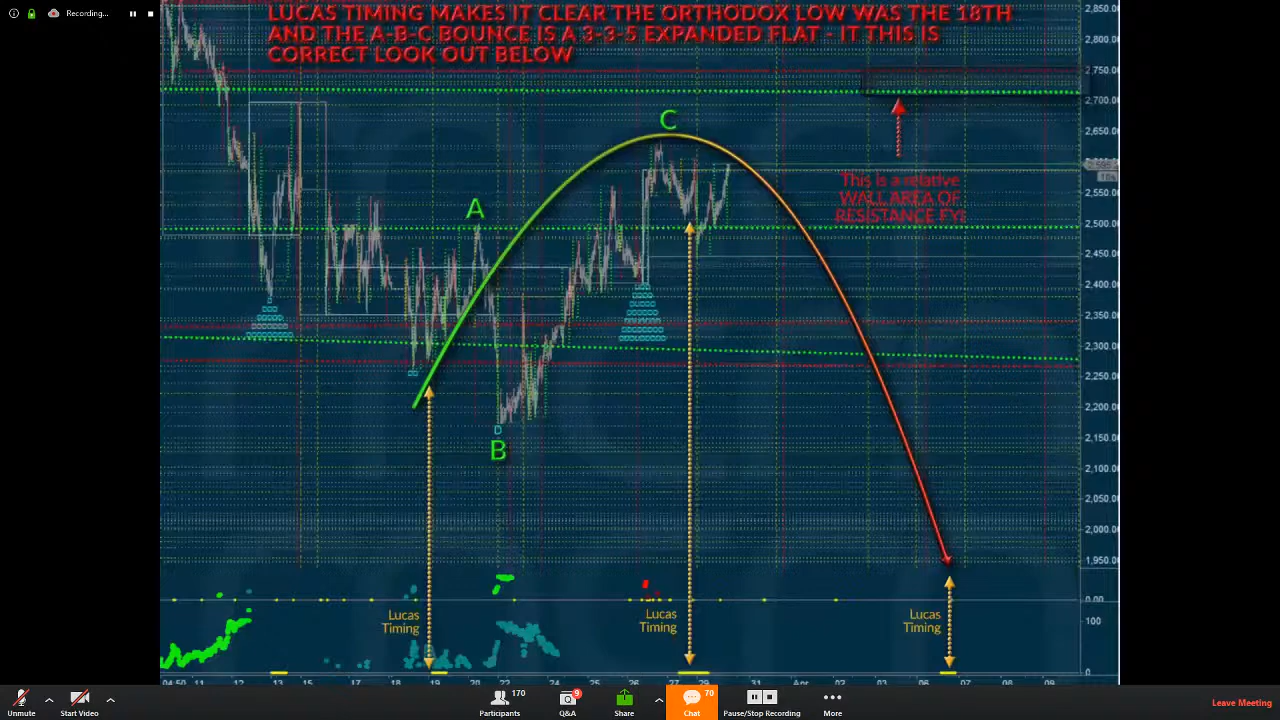 Recording...
LUCAS TIMING MAKES IT CLEAR THE ORTHODOX LOW WAS THE 18TH
AND THE A-B-C BOUNCE IS A 3-3-5 EXPANDED FLAT - IT THIS IS
CORRECT LOOK OUT BELOW
2,850.00
2,800.00
2,750.00
2,700.00
2,650.00
2,550.00
2,500.00
2,450.00
2,400.00
2,350.00
2,300.00
2,250.00
2,200.00
2,150.00
2,100.00
2,050.00
2,000.00
1,950.00
0.00
100
0
C
A
B
This is a relative
WALL AREA OF
RESISTANCE FYI
Lucas
Timing
Lucas
Timing
Lucas
Timing
04:50 11 12 13 15 17 18 19 22 23 25 26 27 29 31 Apr 02 03 06 07 08 09
Unmute
Start Video
170
Participants
9
Q&A
Share
70
Chat
Pause/Stop Recording
More
Leave Meeting